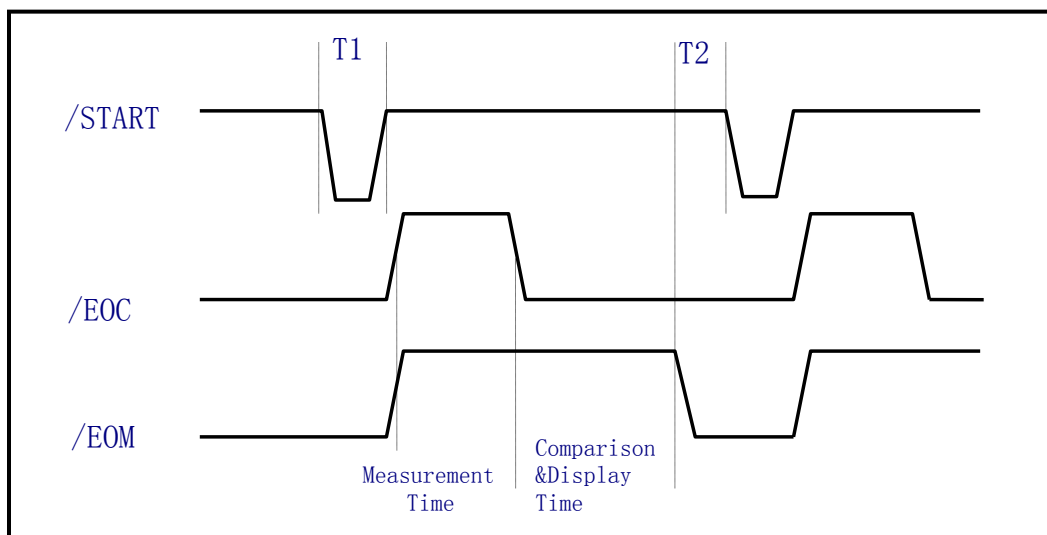 T1
T2
/START
/EOC
/EOM
Measurement
Time
Comparison
&Display
Time